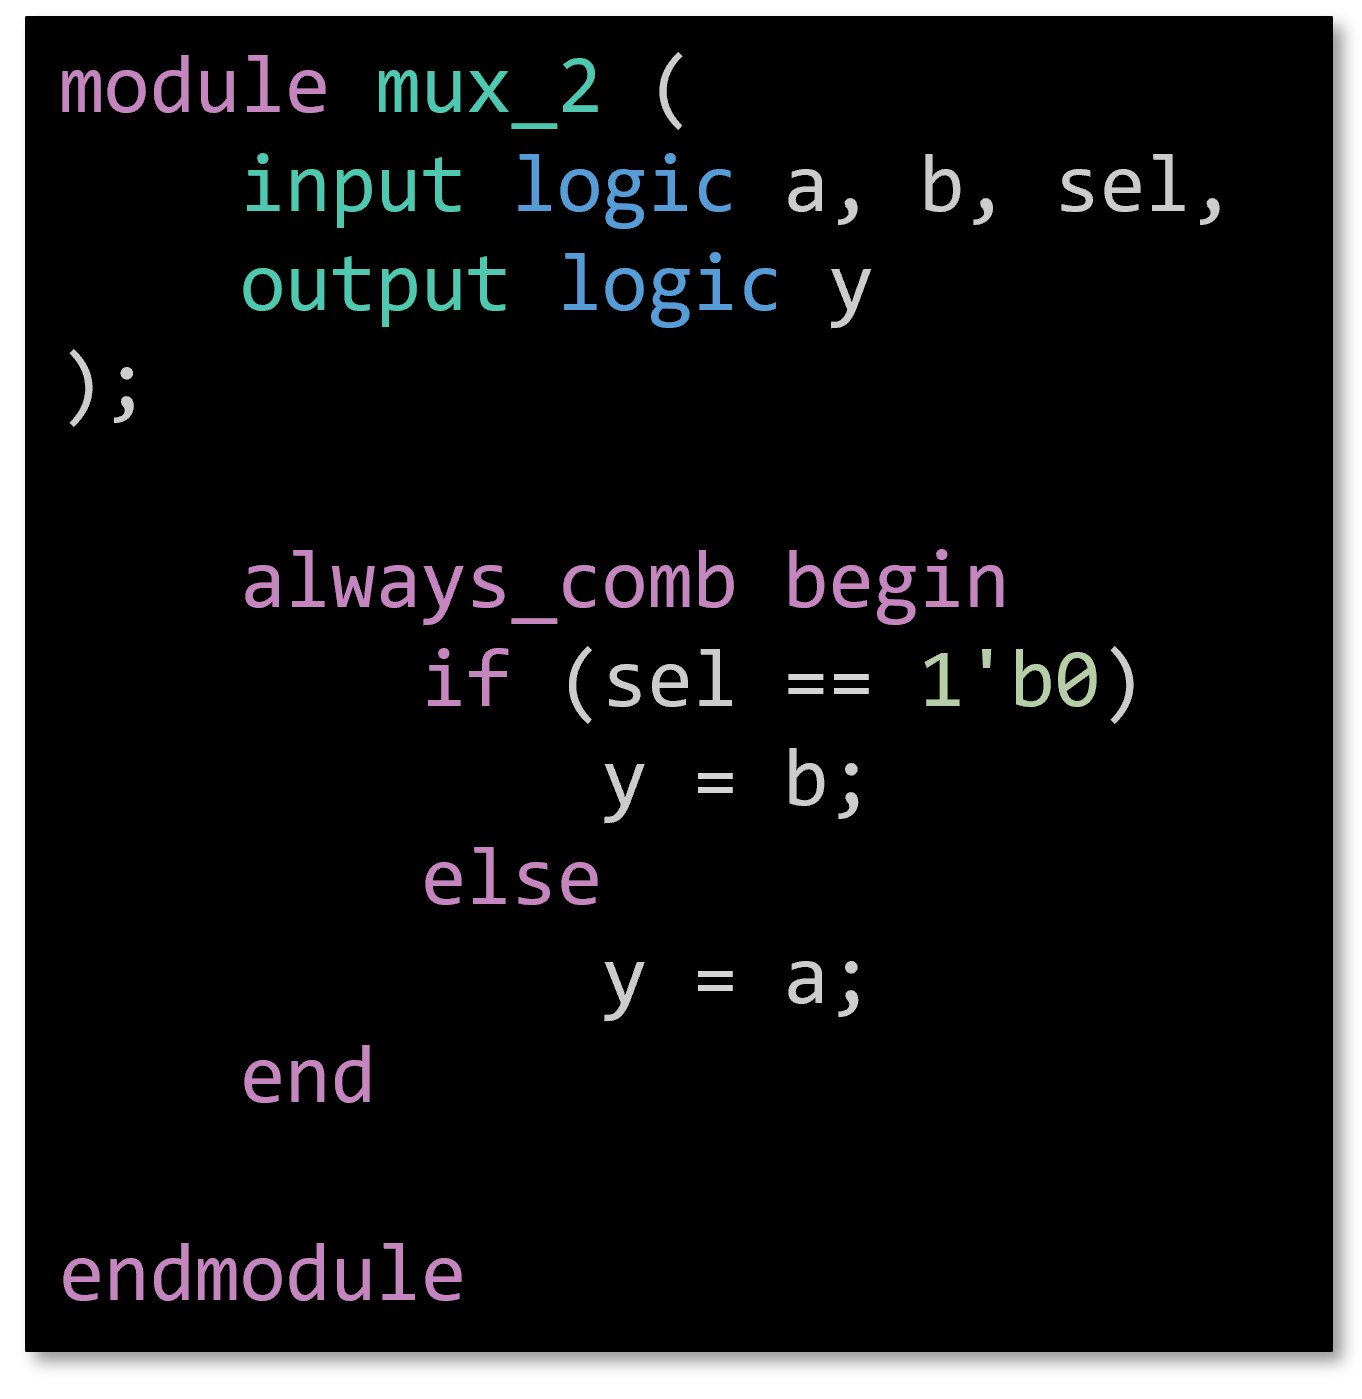 module mux_2 (
    input logic a, b, sel,
    output logic y
);
    always_comb begin
        if (sel == 1'b0)
            y = b;
        else
            y = a;
    end
endmodule